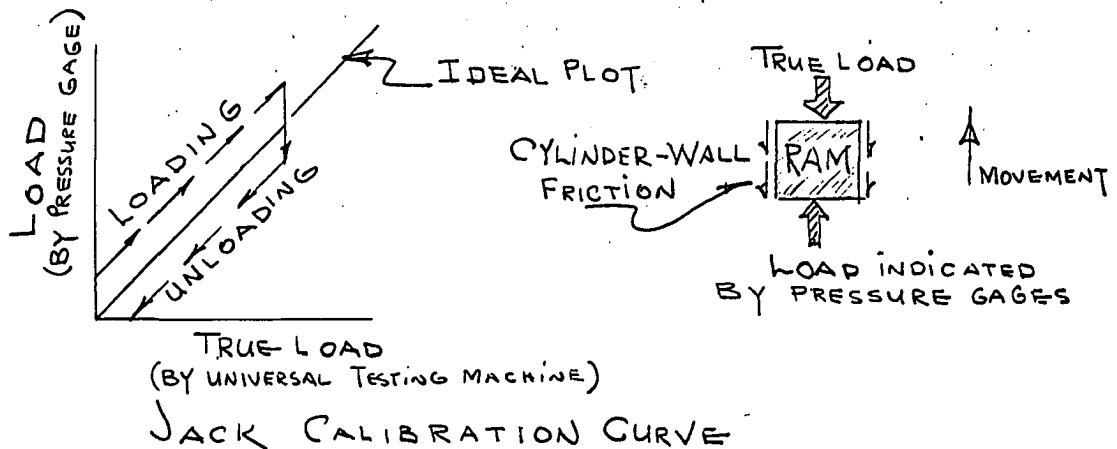 LOAD
(BY PRESSURE GAGE)
LOADING
UNLOADING
IDEAL PLOT
TRUE LOAD
(BY UNIVERSAL TESTING MACHINE)
TRUE LOAD
CYLINDER-WALL
FRICTION
RAM
MOVEMENT
LOAD INDICATED
BY PRESSURE GAGES
JACK CALIBRATION CURVE